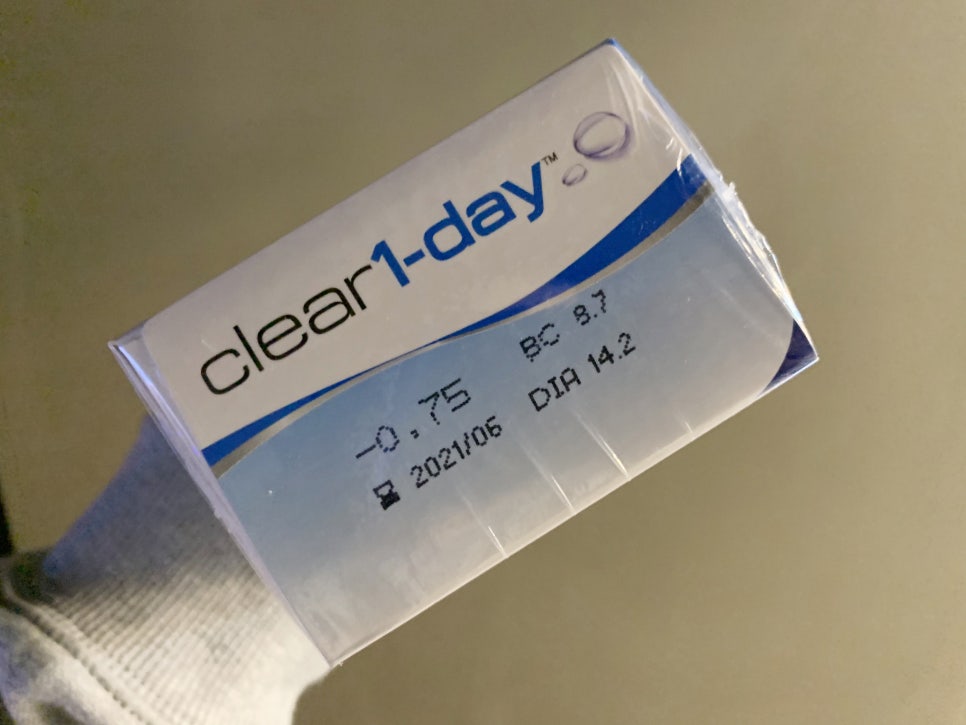 clear1-day™
-0.75 BC 8.7
2021/06 DIA 14.2